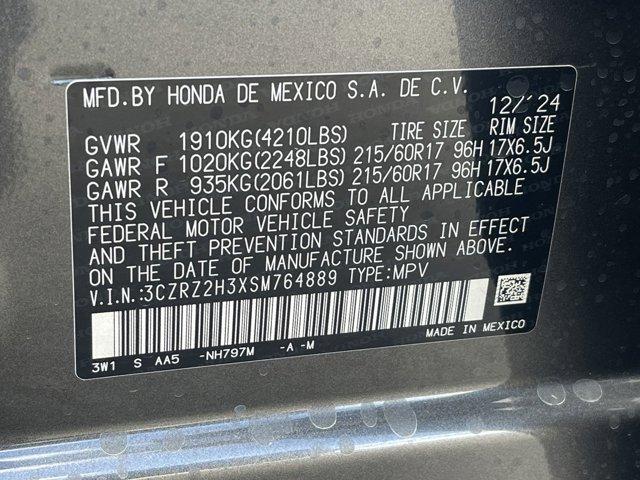 MFD.BY HONDA DE MEXICO S.A. DE C.V. 12/'24
GVWR 1910KG(4210LBS) TIRE SIZE RIM SIZE
GAWR F 1020KG(2248LBS) 215/60R17 96H 17X6.5J
GAWR R 935KG(2061LBS) 215/60R17 96H 17X6.5J
THIS VEHICLE CONFORMS TO ALL APPLICABLE
FEDERAL MOTOR VEHICLE SAFETY
AND THEFT PREVENTION STANDARDS IN EFFECT
ON THE DATE OF MANUFACTURE SHOWN ABOVE.
V.I.N.:3CZRZ2H3XSM764889 TYPE:MPV
MADE IN MEXICO
3W1 S AA5 -NH797M -A -M